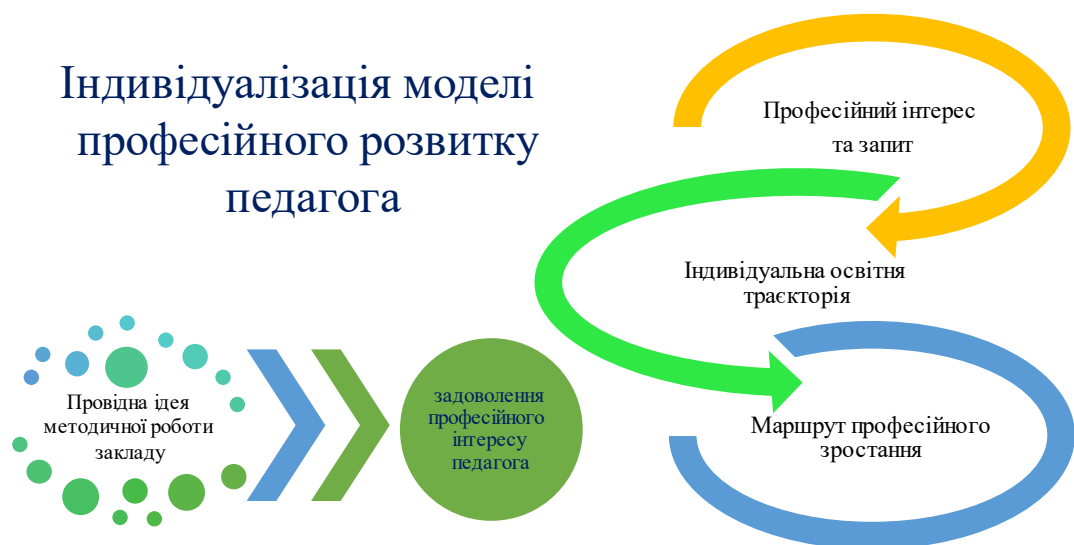 Індивідуалізація моделі
професійного розвитку
педагога
Професійний інтерес
та запит
Індивідуальна освітня
траєкторія
Маршрут професійного
зростання
Провідна ідея
методичної роботи
закладу
задоволення
професійного
інтересу
педагога